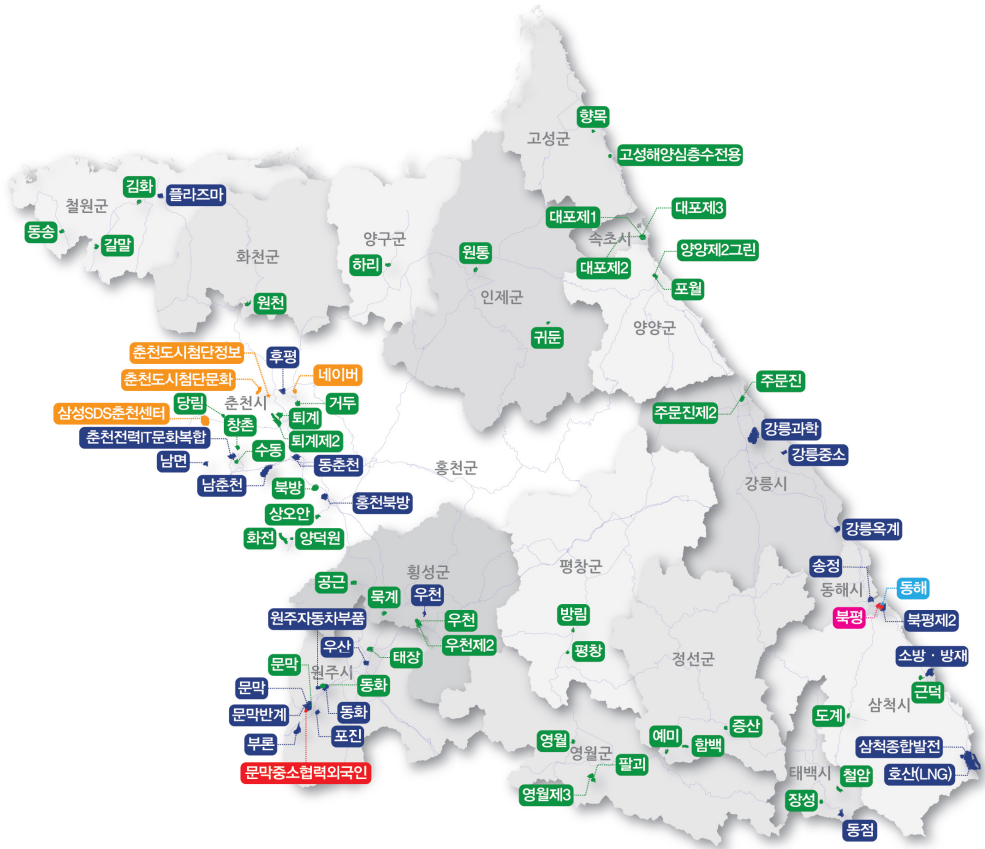 향목
고성군
고성해양심층수전용
김화
플라즈마
철원군
대포제1
대포제3
동송
갈말
화천군
양구군
하리
원통
속초시
대포제2
양양제2그린
포월
인제군
원천
귀둔
양양군
춘천도시첨단정보
후평
네이버
춘천도시첨단문화
당림
춘천시
거두
주문진
주문진제2
삼성SDS춘천센터
창촌
퇴계
춘천전력IT문화복합
수동
퇴계제2
강릉과학
남면
남춘천
동춘천
홍천군
강릉중소
북방
홍천북방
강릉시
상오안
화전
양덕원
강릉옥계
횡성군
평창군
송정
공근
묵계
우천
동해시
동해
원주자동차부품
우천
방림
북평
북평제2
우산
태장
우천제2
평창
정선군
소방 · 방재
문막
원주시
동화
근덕
문막
삼척시
문막반계
동화
도계
부론
포진
영월
영월군
예미
함백
증산
삼척종합발전
문막중소협력외국인
팔괴
태백시
철암
호산(LNG)
영월제3
장성
동점